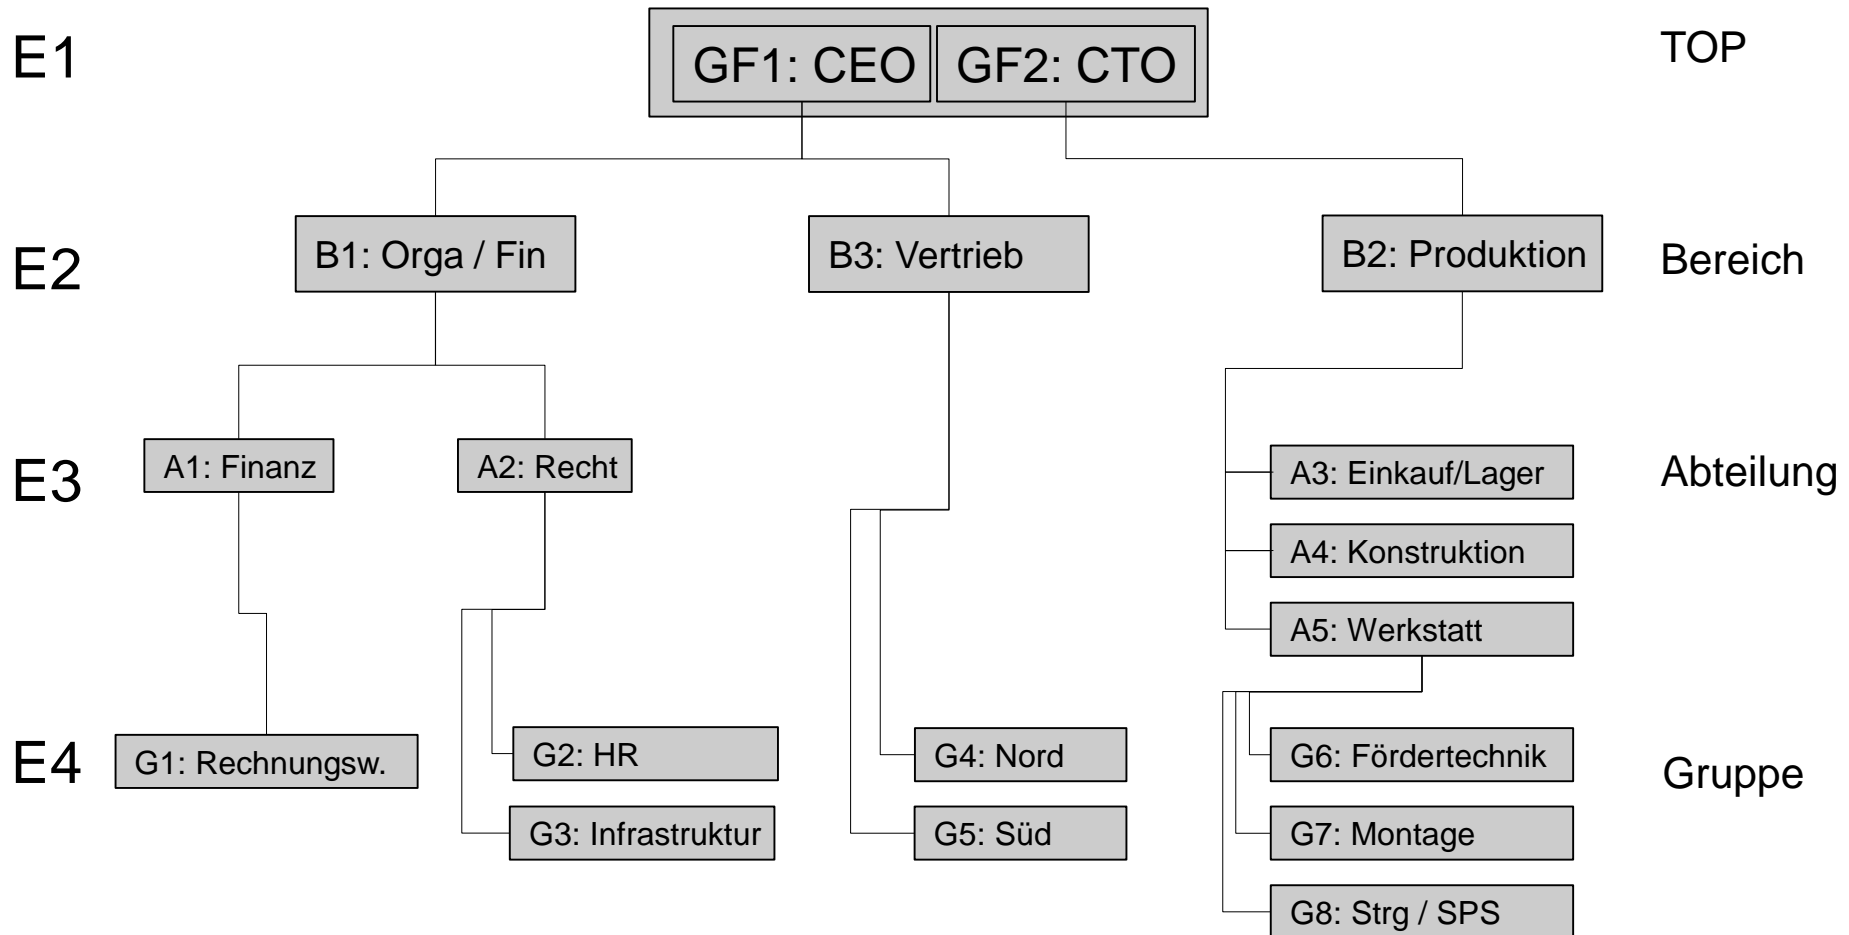 E1
GF1: CEO
GF2: CTO
TOP
E2
B1: Orga / Fin
B3: Vertrieb
B2: Produktion
Bereich
E3
A1: Finanz
A2: Recht
A3: Einkauf/Lager
Abteilung
A4: Konstruktion
A5: Werkstatt
E4
G1: Rechnungsw.
G2: HR
G4: Nord
G6: Fördertechnik
Gruppe
G3: Infrastruktur
G5: Süd
G7: Montage
G8: Strg / SPS